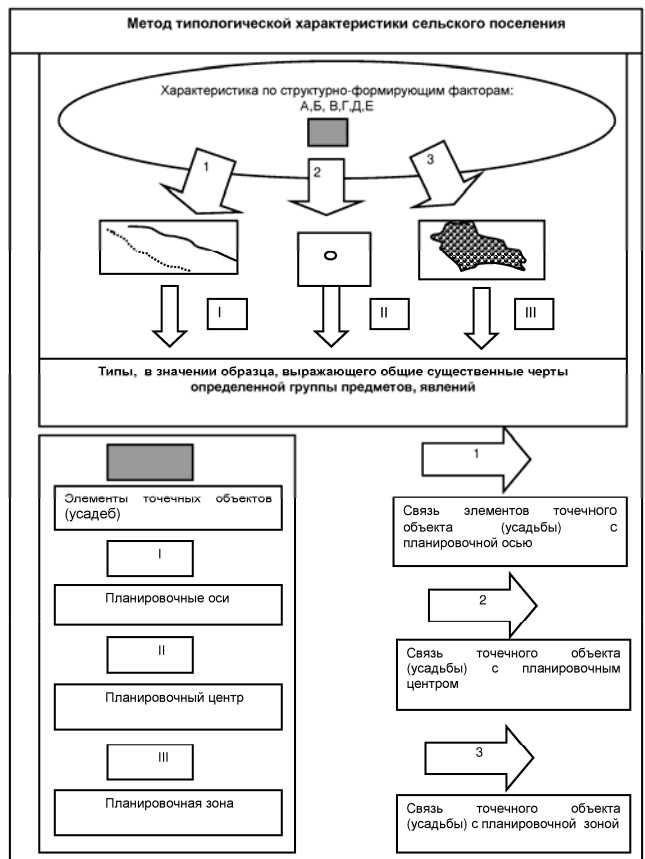 Метод типологической характеристики сельского поселения
Характеристика по структурно-формирующим факторам:
А,Б, В,Г,Д,Е
1
2
3
I
II
III
Типы,  в значении образца, выражающего общие существенные черты
определенной группы предметов, явлений
Элементы точечных объектов
(усадеб)
I
Планировочные оси
II
Планировочный центр
III
Планировочная зона
1
Связь элементов точечного
объекта (усадьбы) с
планировочной осью
2
Связь точечного объекта
(усадьбы) с планировочным
центром
3
Связь точечного объекта
(усадьбы) с планировочной  зоной